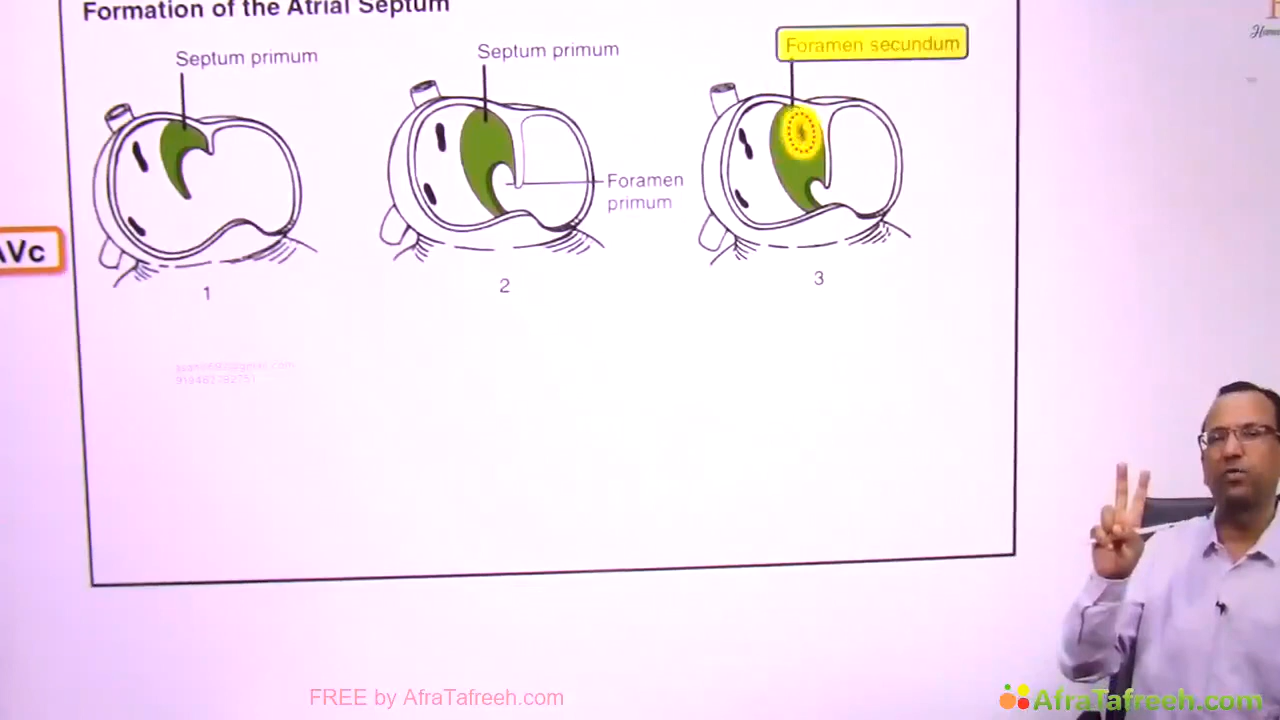 Formation of the Atrial Septum
Septum primum
Septum primum
Foramen secundum
Foramen
primum
AVc
1
2
3
FREE by AfraTafreeh.com
AfraTafreeh.com